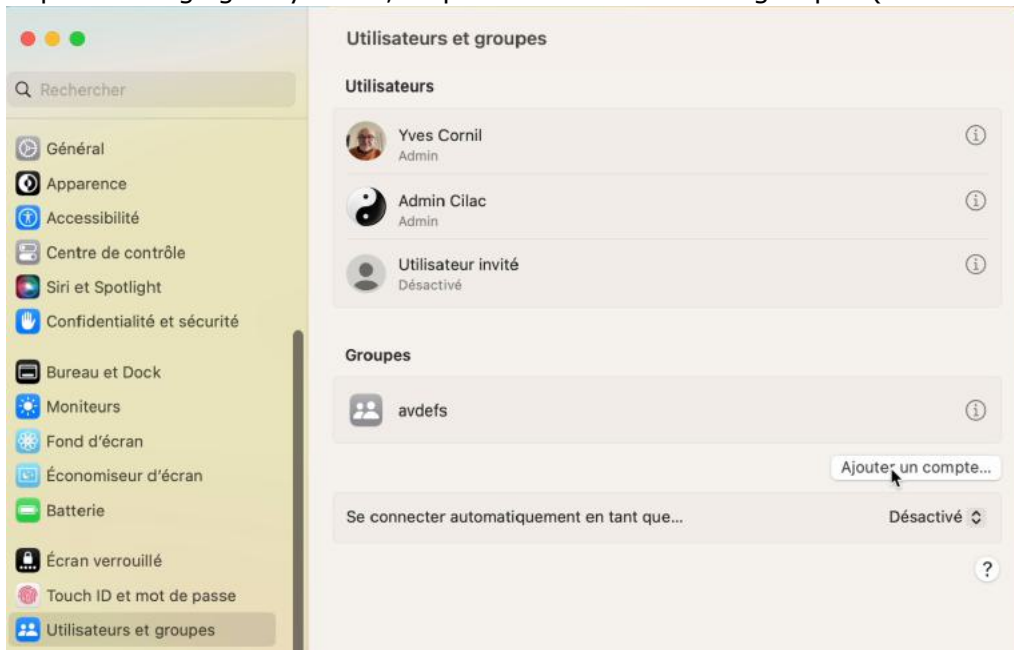 Utilisateurs et groupes
Rechercher
Général
Apparence
Accessibilité
Centre de contrôle
Siri et Spotlight
Confidentialité et sécurité
Bureau et Dock
Moniteurs
Fond d'écran
Économiseur d'écran
Batterie
Écran verrouillé
Touch ID et mot de passe
Utilisateurs et groupes
Utilisateurs
Yves Cornil
Admin
Admin Cilac
Admin
Utilisateur invité
Désactivé
Groupes
avdefs
Ajouter un compte...
Se connecter automatiquement en tant que...
Désactivé
?